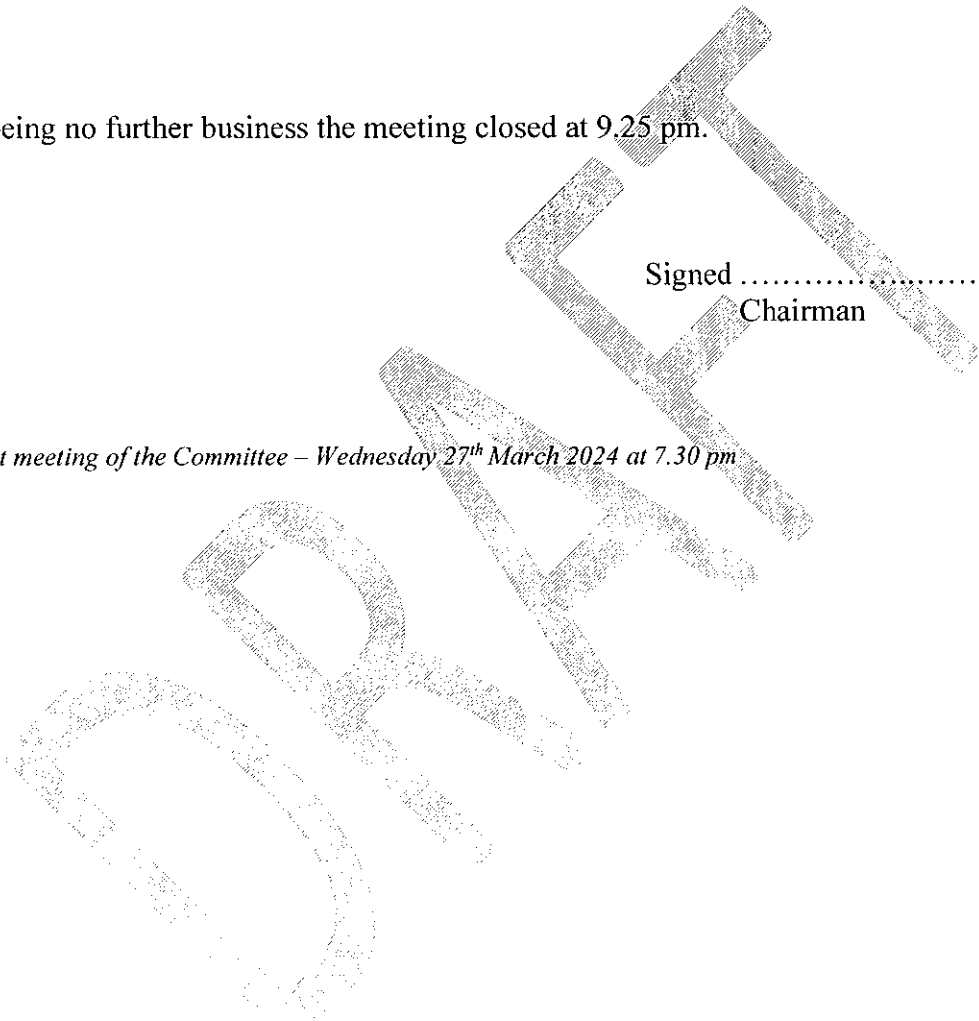 eing no further business the meeting closed at 9.25 pm.
Signed ……………………
Chairman
t meeting of the Committee – Wednesday 27th March 2024 at 7.30 pm
DRAFT